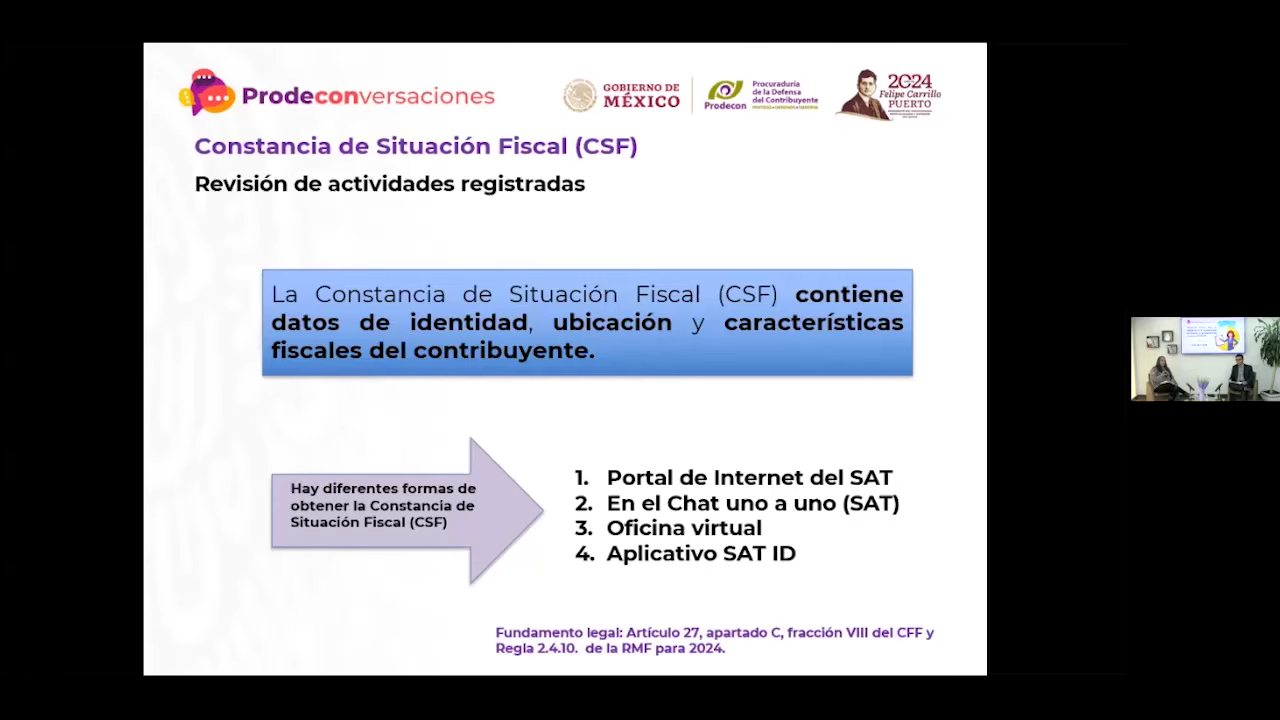 Prodeconversaciones
GOBIERNO DE
MÉXICO
Prodecon
Procuraduría
de la Defensa
del Contribuyente
2024
Felipe Carrillo
PUERTO
Constancia de Situación Fiscal (CSF)
Revisión de actividades registradas
La Constancia de Situación Fiscal (CSF) contiene
datos de identidad, ubicación y características
fiscales del contribuyente.
Hay diferentes formas de
obtener la Constancia de
Situación Fiscal (CSF)
1. Portal de Internet del SAT
2. En el Chat uno a uno (SAT)
3. Oficina virtual
4. Aplicativo SAT ID
Fundamento legal: Artículo 27, apartado C, fracción VIII del CFF y
Regla 2.4.10. de la RMF para 2024.